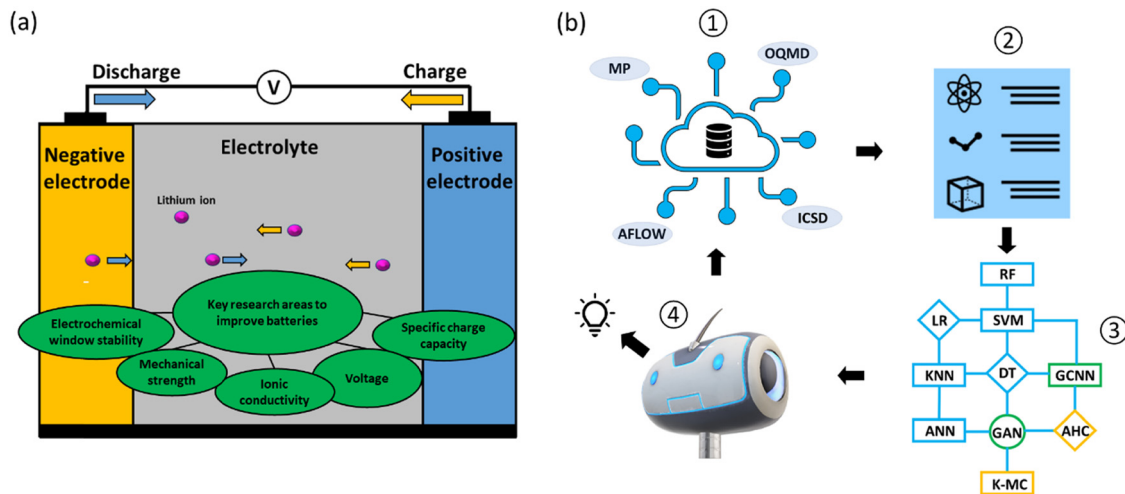 (a)
Discharge
V
Charge
Negative
electrode
Electrolyte
Positive
electrode
Lithium ion
Key research areas to
improve batteries
Electrochemical
window stability
Mechanical
strength
Ionic
conductivity
Voltage
Specific charge
capacity
(b)
1
MP
OQMD
AFLOW
ICSD
2
3
RF
LR
SVM
KNN
DT
GCNN
ANN
GAN
AHC
K-MC
4